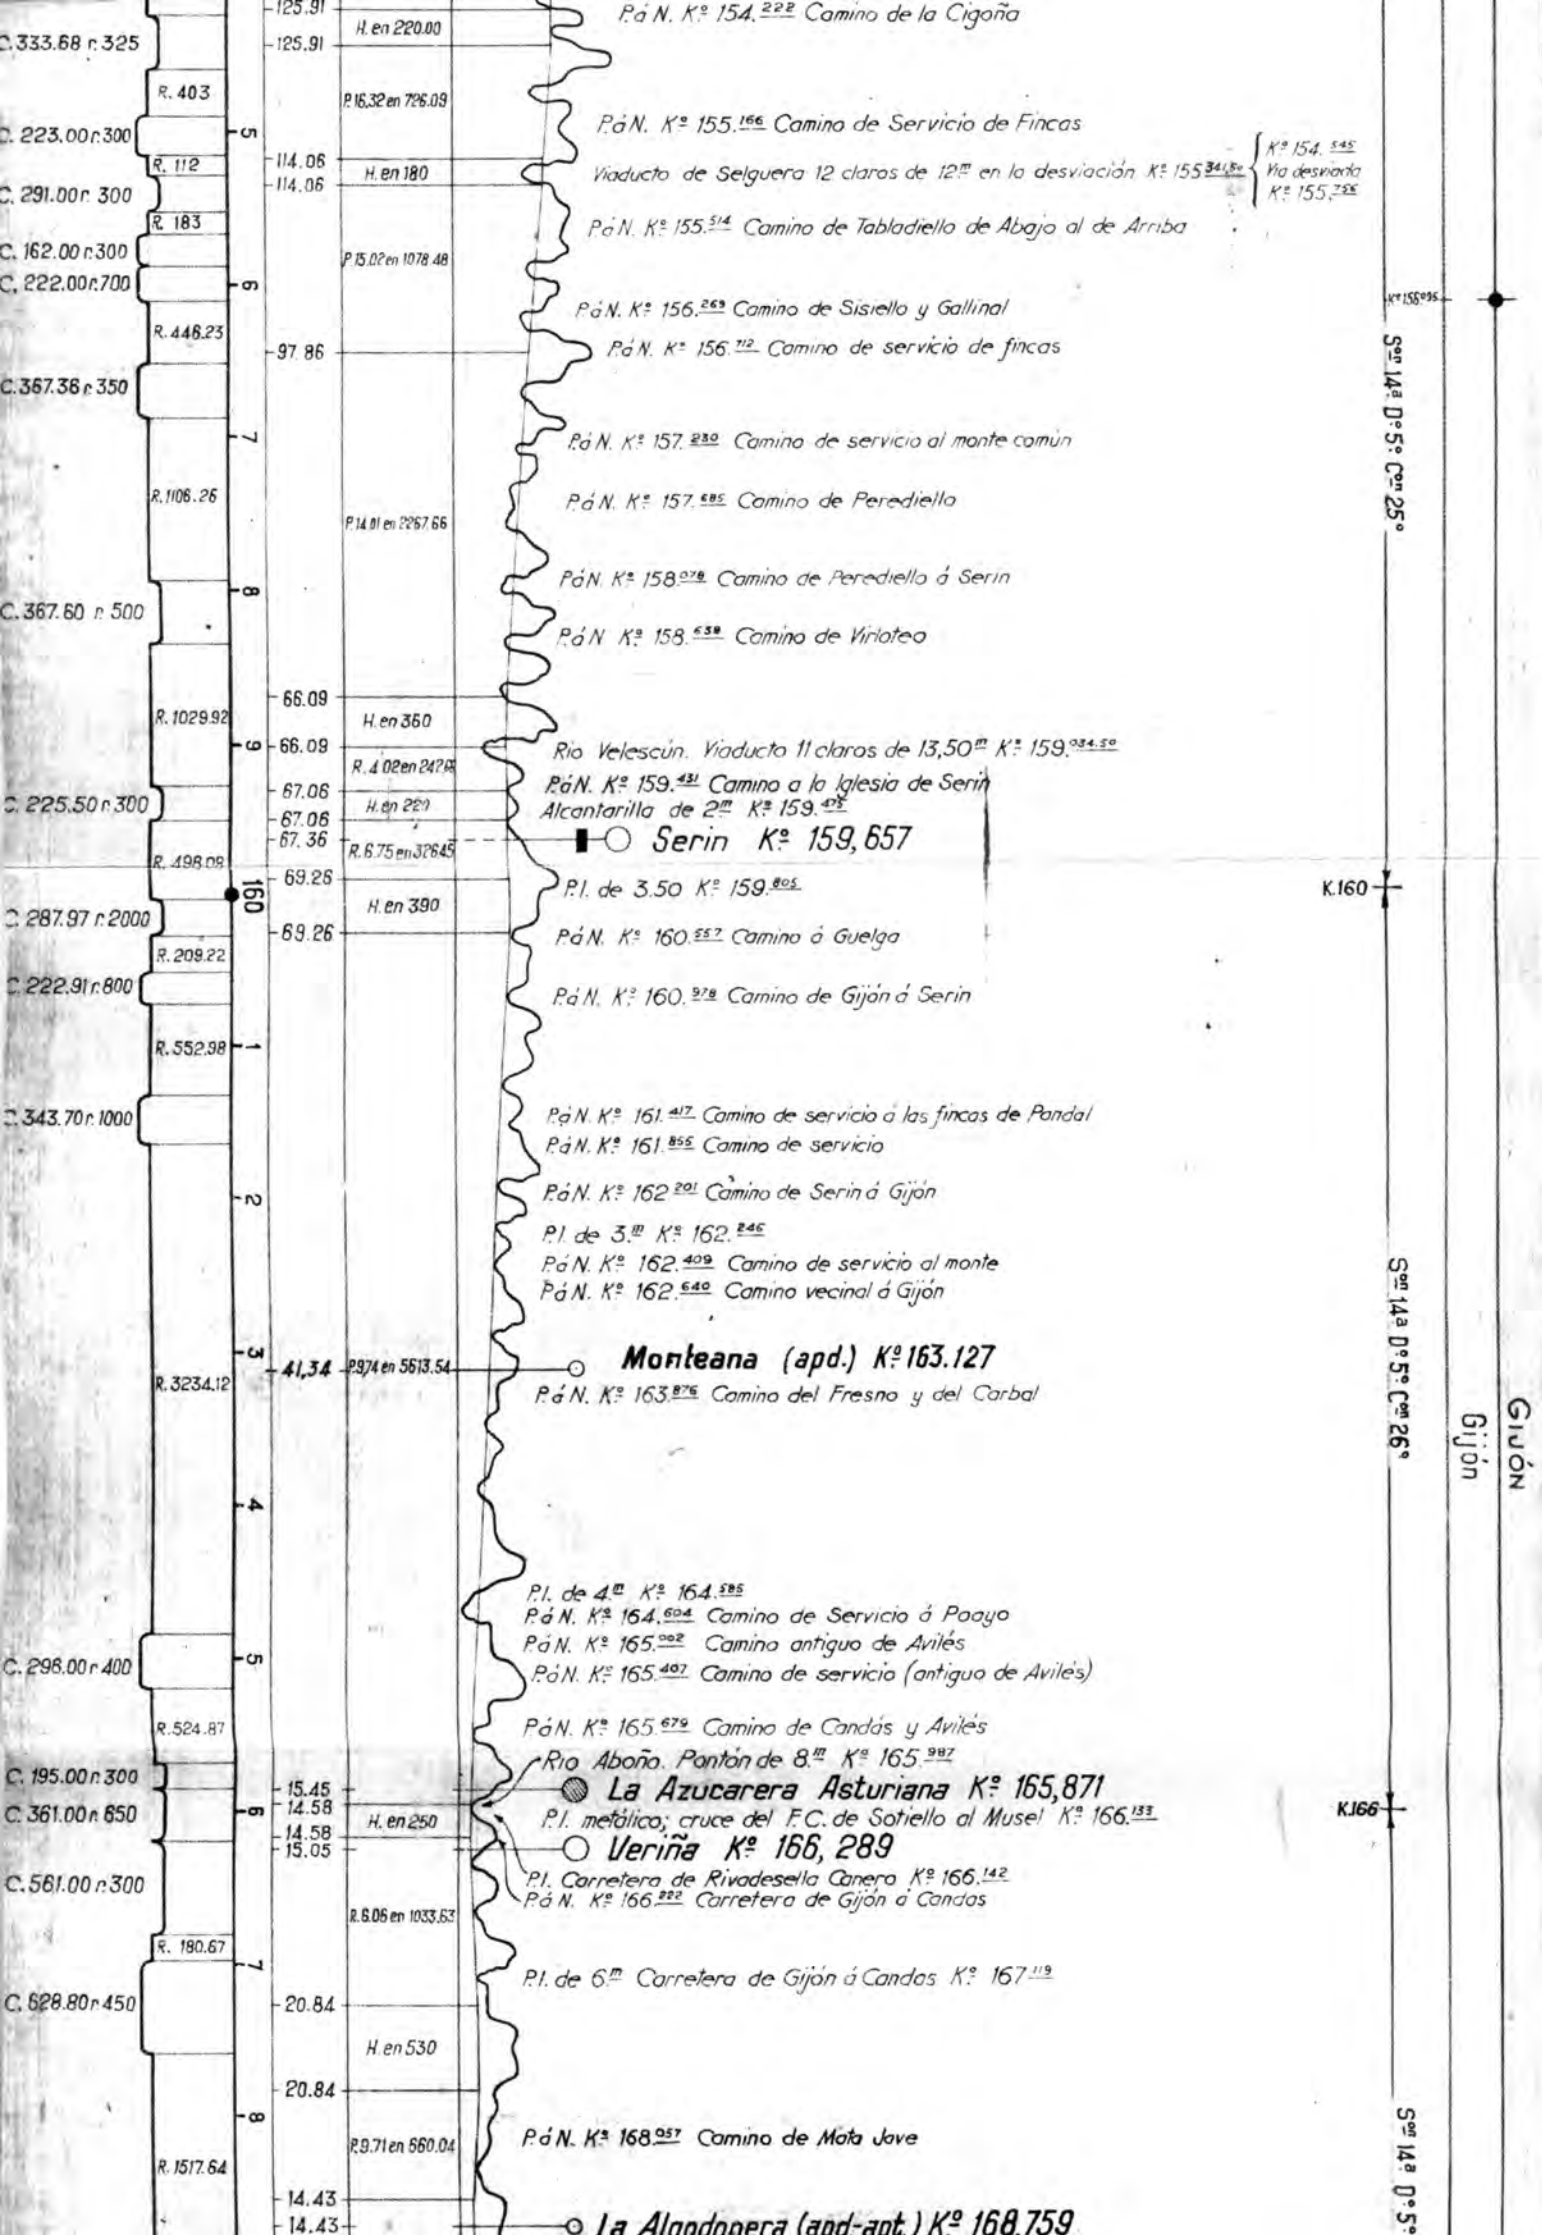 125.91
P.á N. Kº 154.222 Camino de la Cigoña
H. en 220.00
C. 333.68 r. 325
125.91
R. 403
P. 16,32 en 726.09
P.á N. Kº 155.166 Camino de Servicio de Fincas
C. 223.00 r. 300
5
R. 112
114.06
H. en 180
114.06
Viaducto de Selguera 12 claros de 12.m en la desviación Kº 155 341,50
Kº 154. 545
Via desviada
Kº 155.756
C. 291.00 r. 300
R. 183
P.á N. Kº 155.514 Camino de Tabladiello de Abajo al de Arriba
C. 162.00 r. 300
P. 15.02 en 1078.48
C. 222.00 r. 700
6
P.á N. Kº 156.269 Camino de Sisiello y Gallinal
Kº 156 095
R. 446.23
97.86
P.á N. Kº 156.712 Camino de servicio de fincas
C. 367.36 r. 350
Son 14ª Dº 5º Con 25º
7
P.á N. Kº 157.230 Camino de servicio al monte común
R. 1106.26
P.á N. Kº 157.685 Camino de Perediello
P. 14.01 en 2267.66
P.á N. Kº 158.078 Camino de Perediello á Serin
8
C. 367.60 r. 500
P.á N Kº 158.638 Camino de Virioteo
66.09
R. 1029.92
H. en 360
9
66.09
Rio Velescún. Viaducto 11 claros de 13,50m Kº 159.034.50
R. 4 02 en
67.06
P.á N. Kº 159.431 Camino a la Iglesia de Serin
C. 225.50 r. 300
H. en 220
Alcantarilla de 2m Kº 159.475
67.06
67.36
Serin Kº 159,657
R. 6.75 en 326.45
R. 498.09
69.26
P.I. de 3.50 Kº 159.805
K.160
160
H. en 390
C. 287.97 r. 2000
69.26
P.á N. Kº 160.557 Camino á Guelga
R. 209.22
C. 222.91 r. 800
P.á N. Kº 160.978 Camino de Gijón á Serin
R. 552.98
1
C. 343.70 r. 1000
P.á N. Kº 161.417 Camino de servicio á las fincas de Pandal
P.á N. Kº 161.855 Camino de servicio
2
P.á N. Kº 162 201 Camino de Serin á Gijón
P.I. de 3.m Kº 162.246
P.á N. Kº 162.409 Camino de servicio al monte
P.á N. Kº 162.640 Camino vecinal á Gijón
Son 14ª Dº 5º Con 26º
3
41,34
P. 9,74 en 5613.54
Monteana (apd.) Kº 163.127
R. 3234.12
P.á N. Kº 163.876 Camino del Fresno y del Carbal
GIJÓN
Gijón
4
P.I. de 4.m Kº 164.585
P.á N. Kº 164.604 Camino de Servicio á Poayo
P.á N. Kº 165.002 Camino antiguo de Avilés
C. 296.00 r. 400
5
P.á N. Kº 165.407 Camino de servicio (antiguo de Avilés)
R. 524.87
P.á N. Kº 165.679 Camino de Candás y Avilés
Rio Aboño. Pontón de 8.m Kº 165.987
C. 195.00 r. 300
15.45
La Azucarera Asturiana Kº 165,871
14.58
C. 361.00 r. 650
6
H. en 250
P.I. metálico; cruce del F.C. de Sotiello al Musel Kº 166.133
K.166
14.58
15.05
Veriña Kº 166, 289
C. 561.00 r. 300
P.I. Carretera de Rivadesella Canero Kº 166.142
P.á N. Kº 166.222 Carretera de Gijón á Candas
R. 6.06 en 1033.63
R. 180.67
7
P.I. de 6.m Carretera de Gijón á Candas Kº 167.119
C. 628.80 r. 450
20.84
H. en 530
20.84
8
P.á N. Kº 168.057 Camino de Mata Jove
P. 9.71 en 660.04
R. 1517.64
Son 14ª Dº 5º
14.43
14.43
La Algodonera (apd-apt.) Kº 168.759